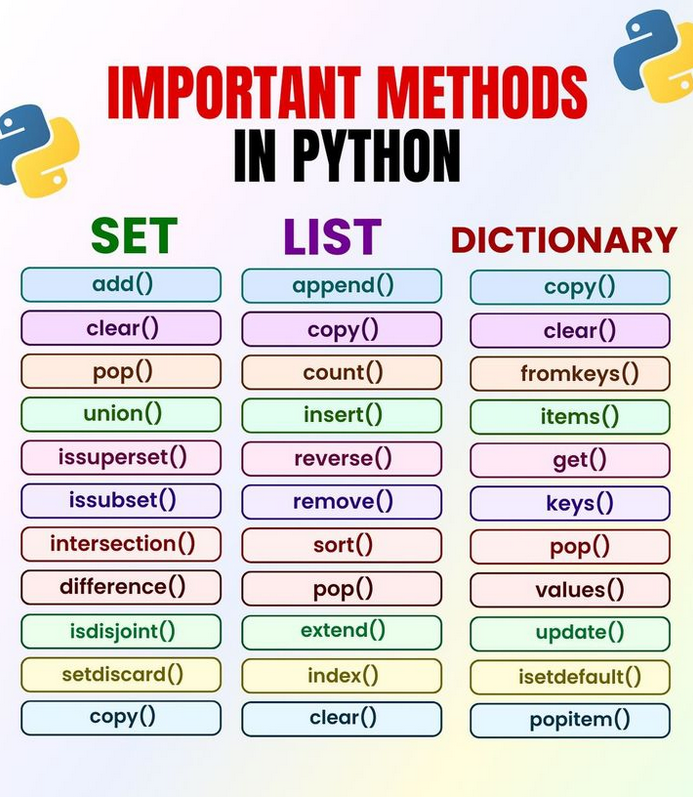 IMPORTANT METHODS
IN PYTHON
SET LIST DICTIONARY
add() append() copy()
clear() copy() clear()
pop() count() fromkeys()
union() insert() items()
issuperset() reverse() get()
issubset() remove() keys()
intersection() sort() pop()
difference() pop() values()
isdisjoint() extend() update()
setdiscard() index() isetdefault()
copy() clear() popitem()